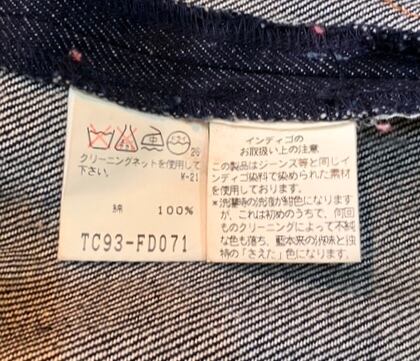 ドライ
26
クリーニングネットを使用して
下さい。
W-21
綿 100%
TC93-FD071
インディゴの
お取扱い上の注意
この製品はジーンズ等と同じイ
ンディゴ染料で染められた素材
を使用しております。
*洗濯時の洗液が紺色になります
が、これは初めのうちで、何回
ものクリーニングによって不純
な色も落ち、藍本来の渋味と独
特の「さえた」色になります。